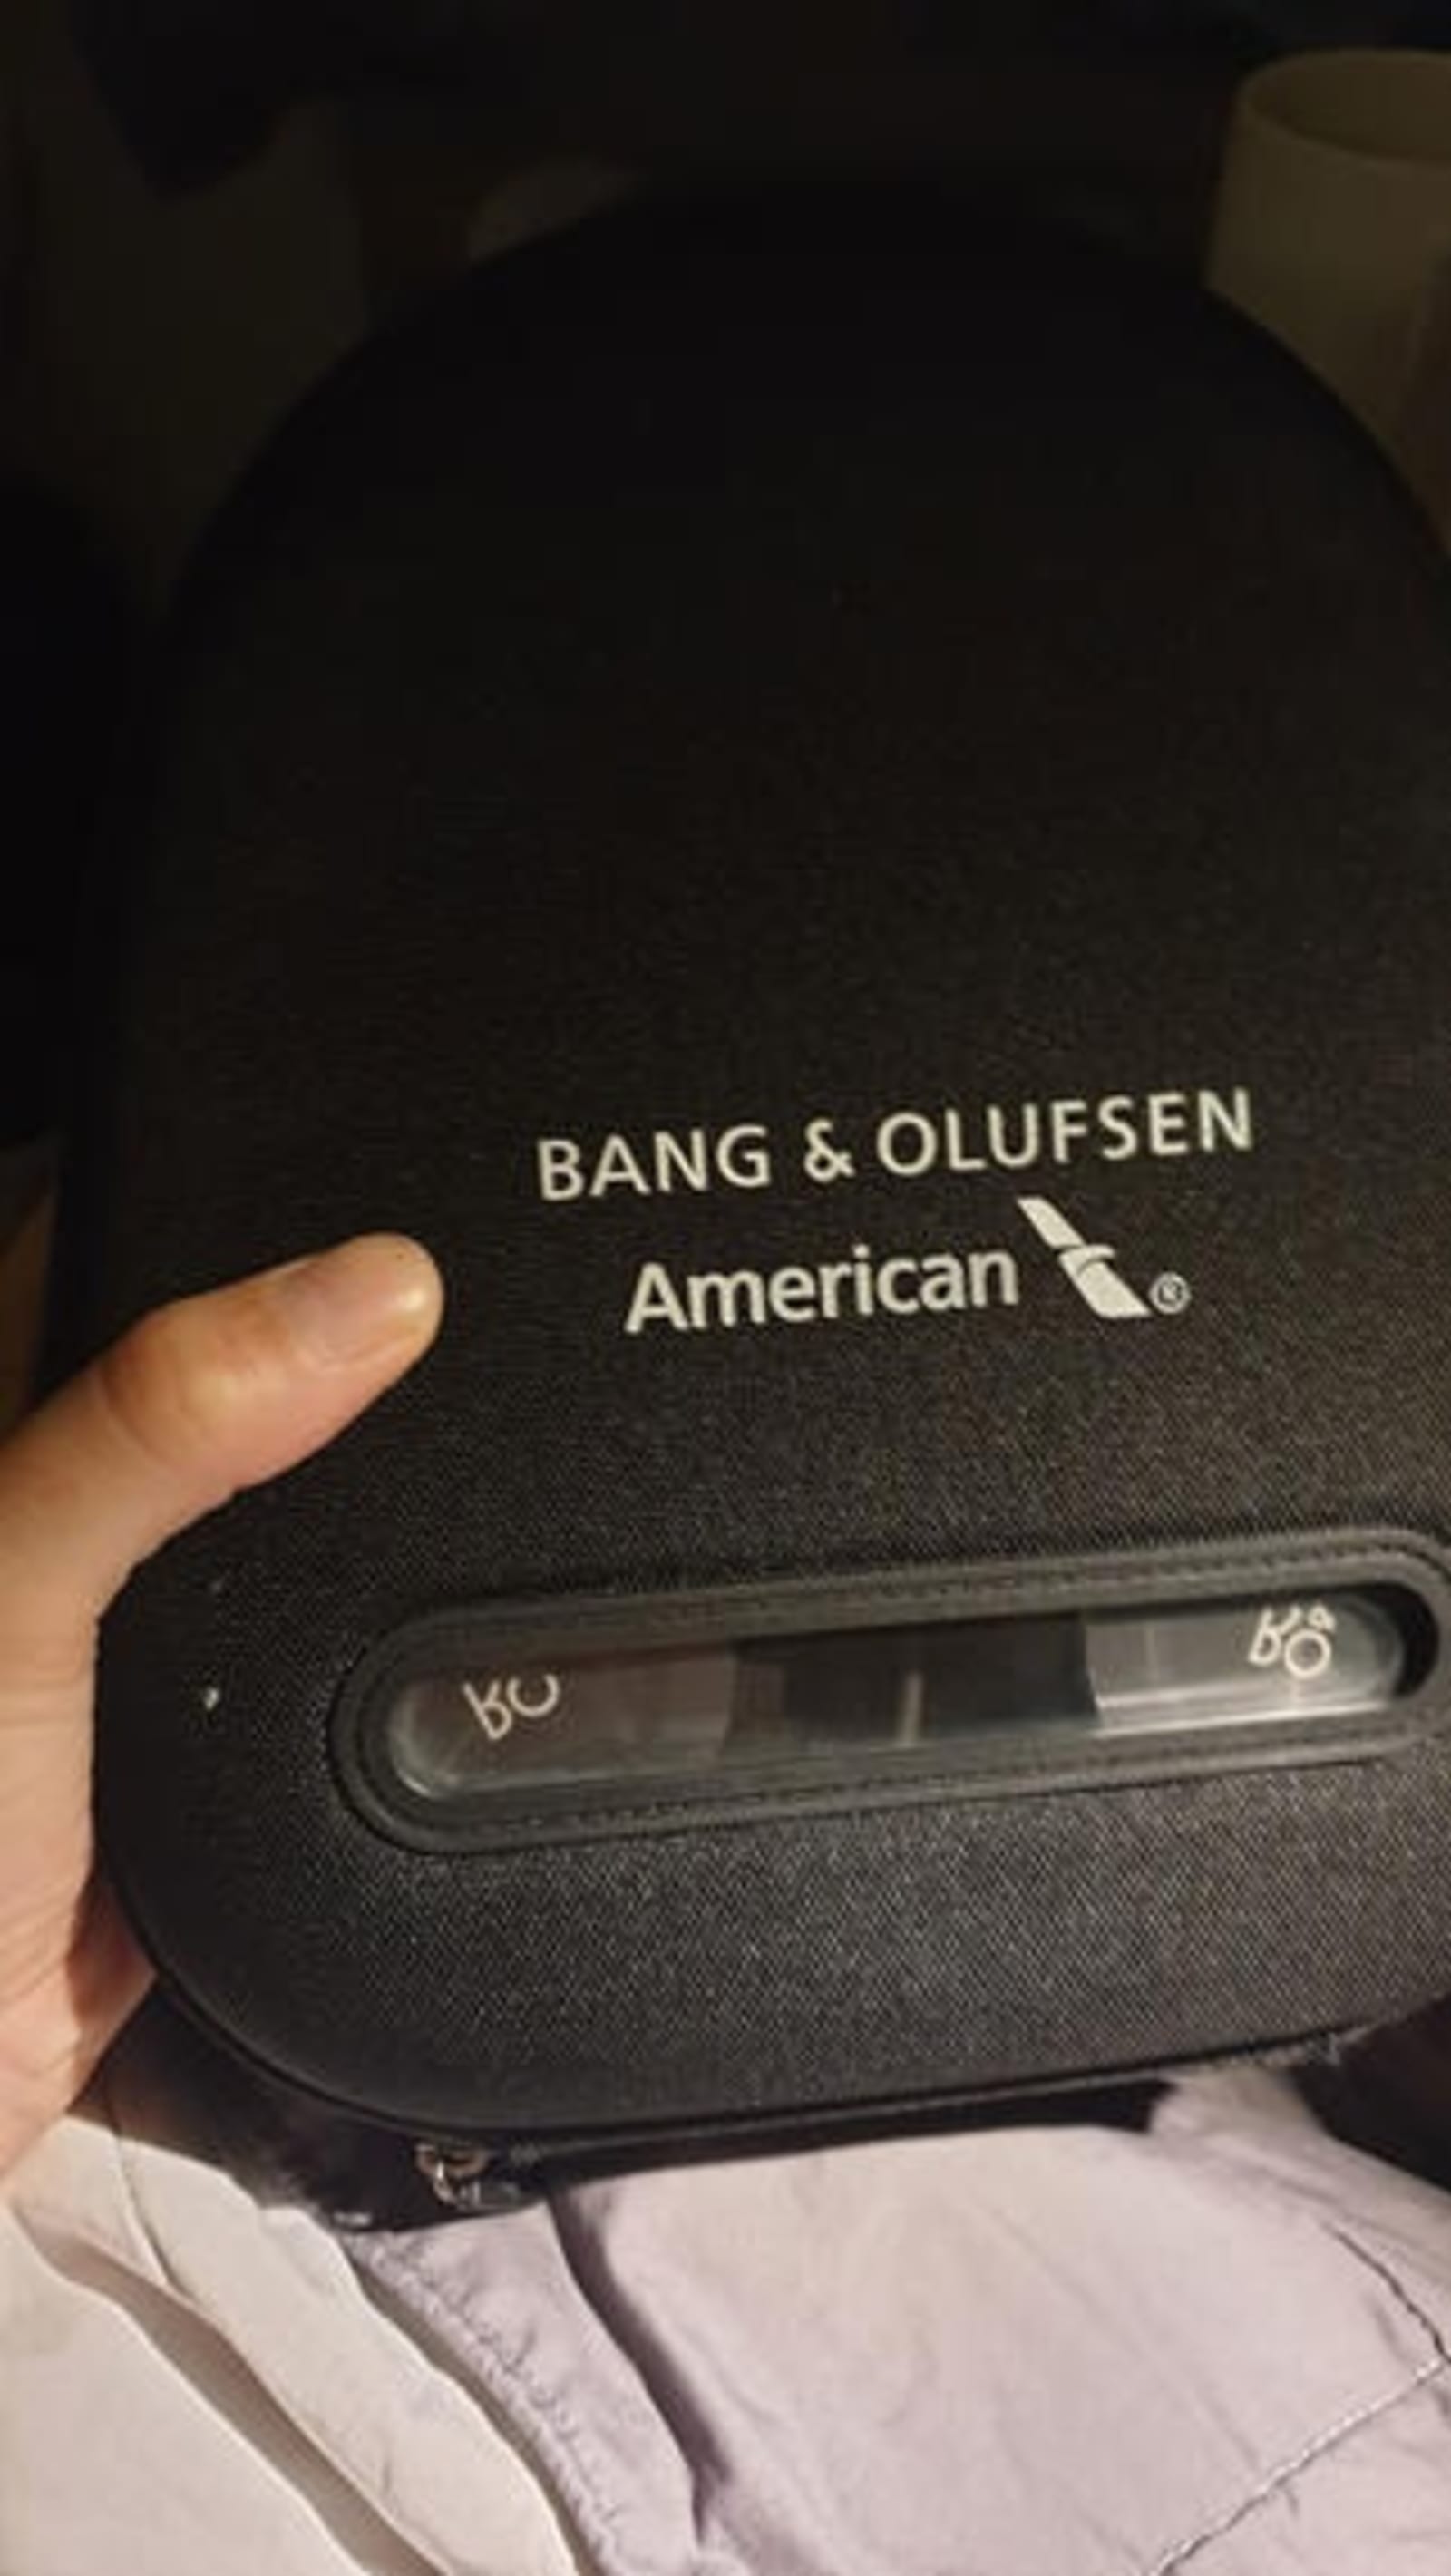 BANG & OLUFSEN
American ®